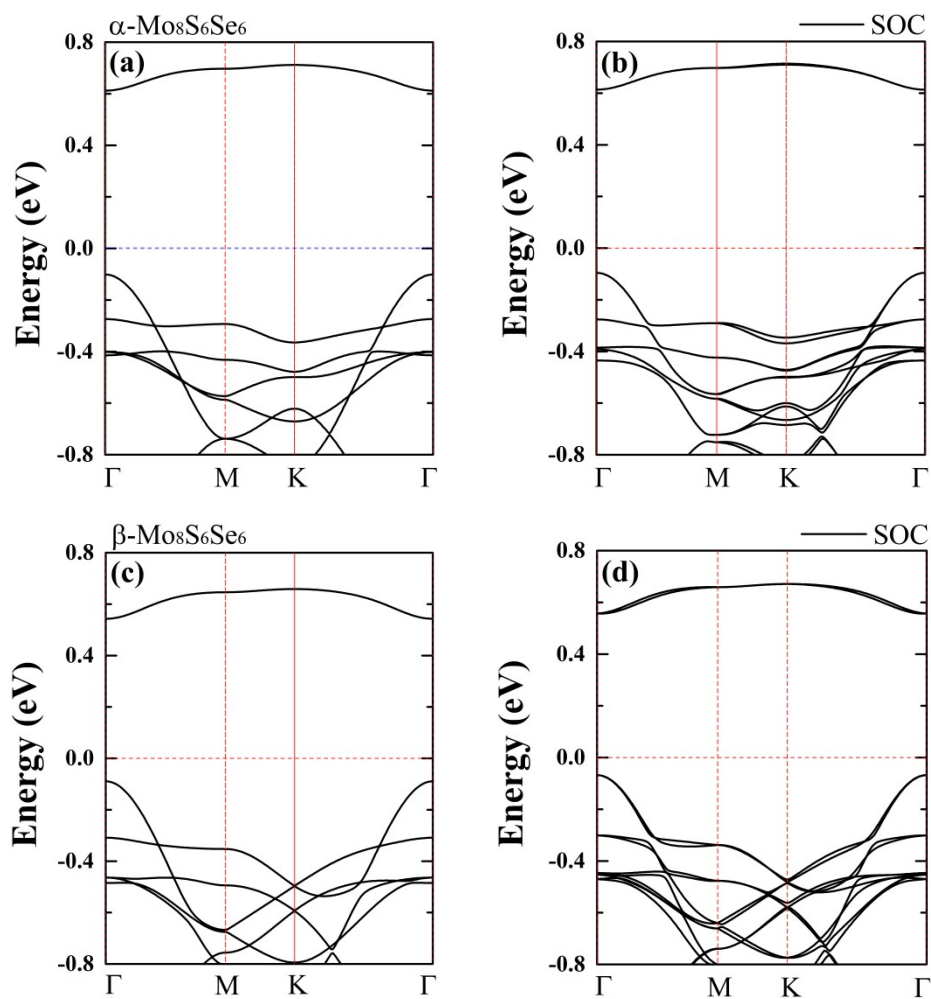 α-Mo₈S₆Se₆
SOC
(a)
(b)
Energy (eV)
0.8
0.4
0.0
-0.4
-0.8
Γ M K Γ
Energy (eV)
0.8
0.4
0.0
-0.4
-0.8
Γ M K Γ
β-Mo₈S₆Se₆
SOC
(c)
(d)
Energy (eV)
0.8
0.4
0.0
-0.4
-0.8
Γ M K Γ
Energy (eV)
0.8
0.4
0.0
-0.4
-0.8
Γ M K Γ